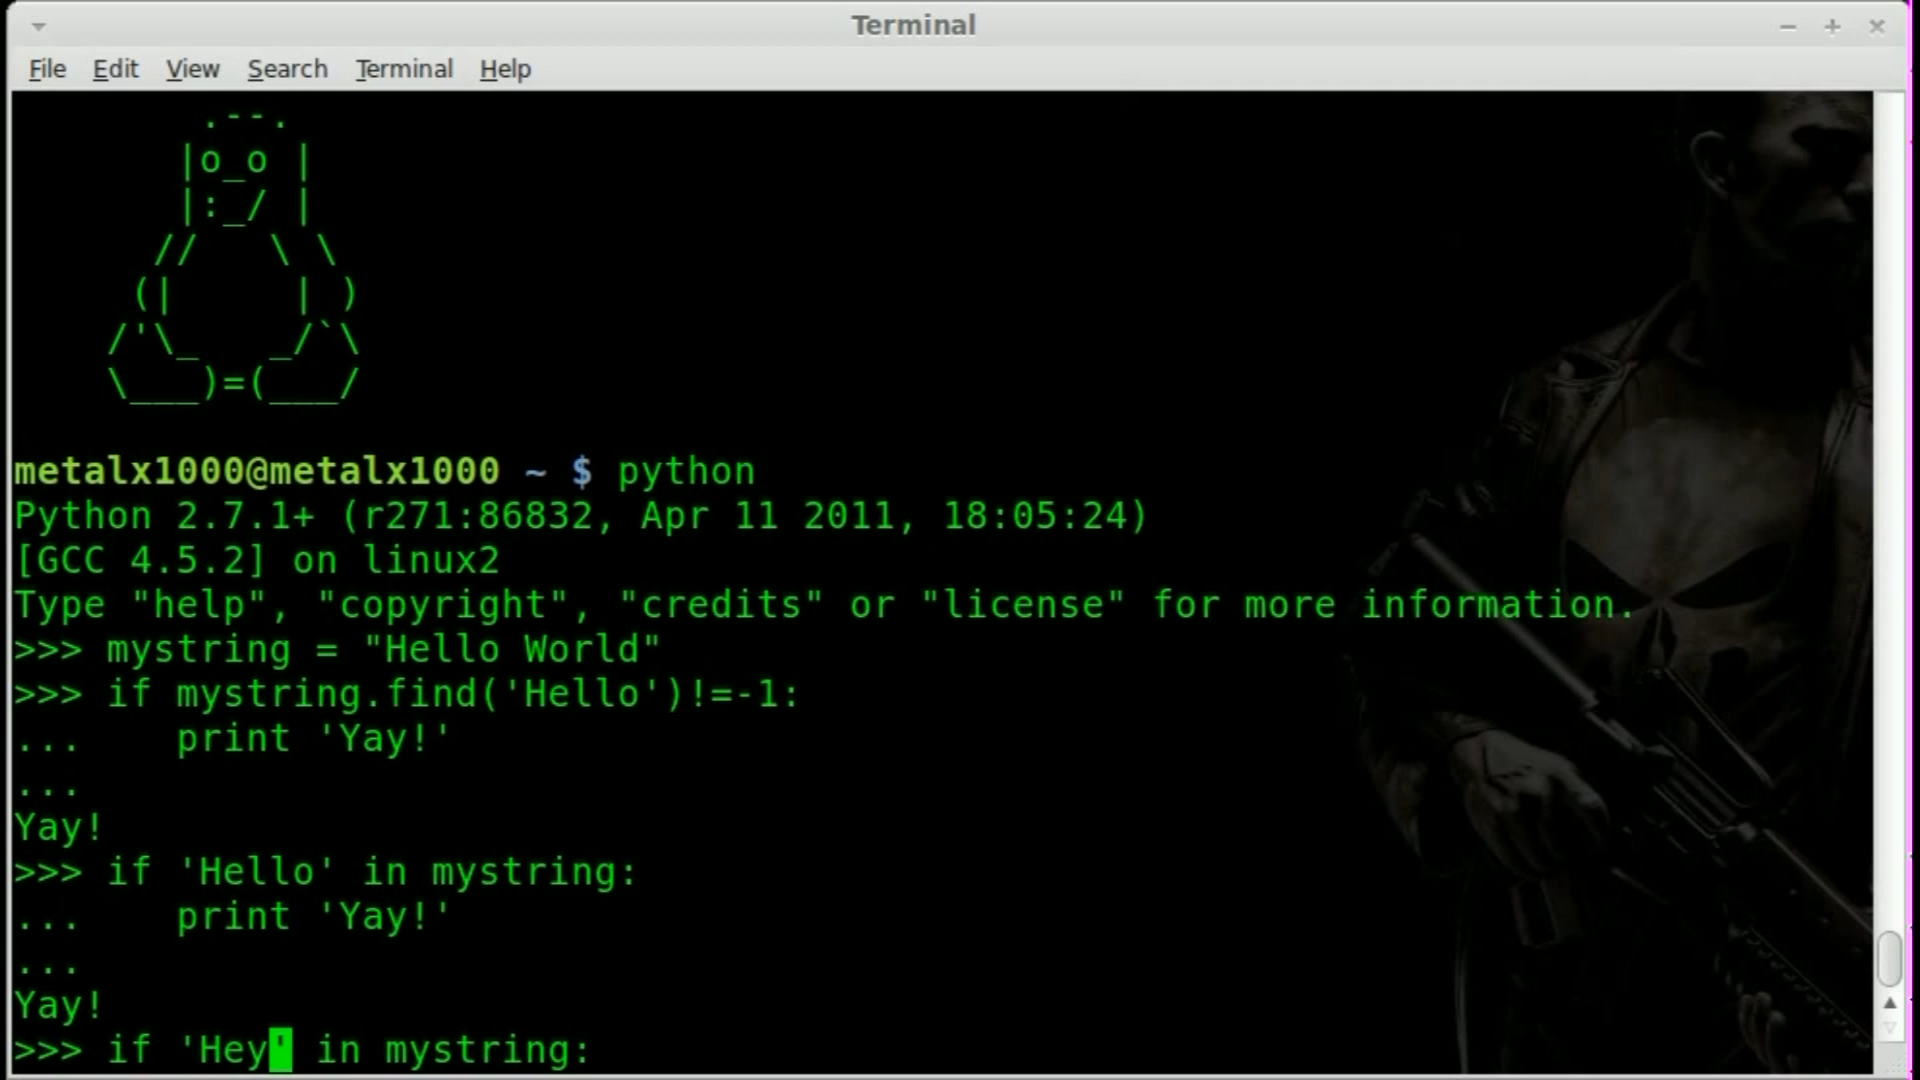 Terminal
File Edit View Search Terminal Help
.--.
|o_o |
|:_/ |
//   \ \
(|     | )
/'\_   _/`\
\___)=(___/
metalx1000@metalx1000 ~ $ python
Python 2.7.1+ (r271:86832, Apr 11 2011, 18:05:24)
[GCC 4.5.2] on linux2
Type "help", "copyright", "credits" or "license" for more information.
>>> mystring = "Hello World"
>>> if mystring.find('Hello')!=-1:
...    print 'Yay!'
...
Yay!
>>> if 'Hello' in mystring:
...    print 'Yay!'
...
Yay!
>>> if 'Hey' in mystring: